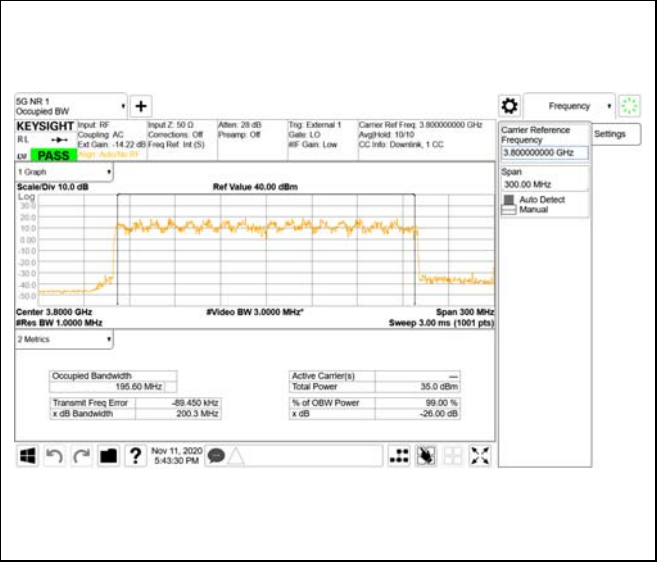 5G NR 1
Occupied BW
Frequency
KEYSIGHT Input: RF Input Z: 50 Ω Atten: 28 dB Trig: External 1 Carrier Ref Freq: 3.800000000 GHz
R L Coupling: AC Corrections: Off Preamp: Off Gate: LO Avg|Hold: 10/10
Ext Gain: -14.22 dB Freq Ref: Int (S) #IF Gain: Low CC Info: Downlink, 1 CC
PASS Align: Auto/No RF
Carrier Reference
Frequency
3.800000000 GHz
Settings
Span
300.00 MHz
Auto Detect
Manual
1 Graph
Scale/Div 10.0 dB Ref Value 40.00 dBm
Log
30.0
20.0
10.0
0.00
-10.0
-20.0
-30.0
-40.0
-50.0
Center 3.8000 GHz #Video BW 3.0000 MHz* Span 300 MHz
#Res BW 1.0000 MHz Sweep 3.00 ms (1001 pts)
2 Metrics
Occupied Bandwidth
195.60 MHz
Transmit Freq Error -89.450 kHz
x dB Bandwidth 200.3 MHz
Active Carrier(s) ---
Total Power 35.0 dBm
% of OBW Power 99.00 %
x dB -26.00 dB
?
Nov 11, 2020
5:43:30 PM